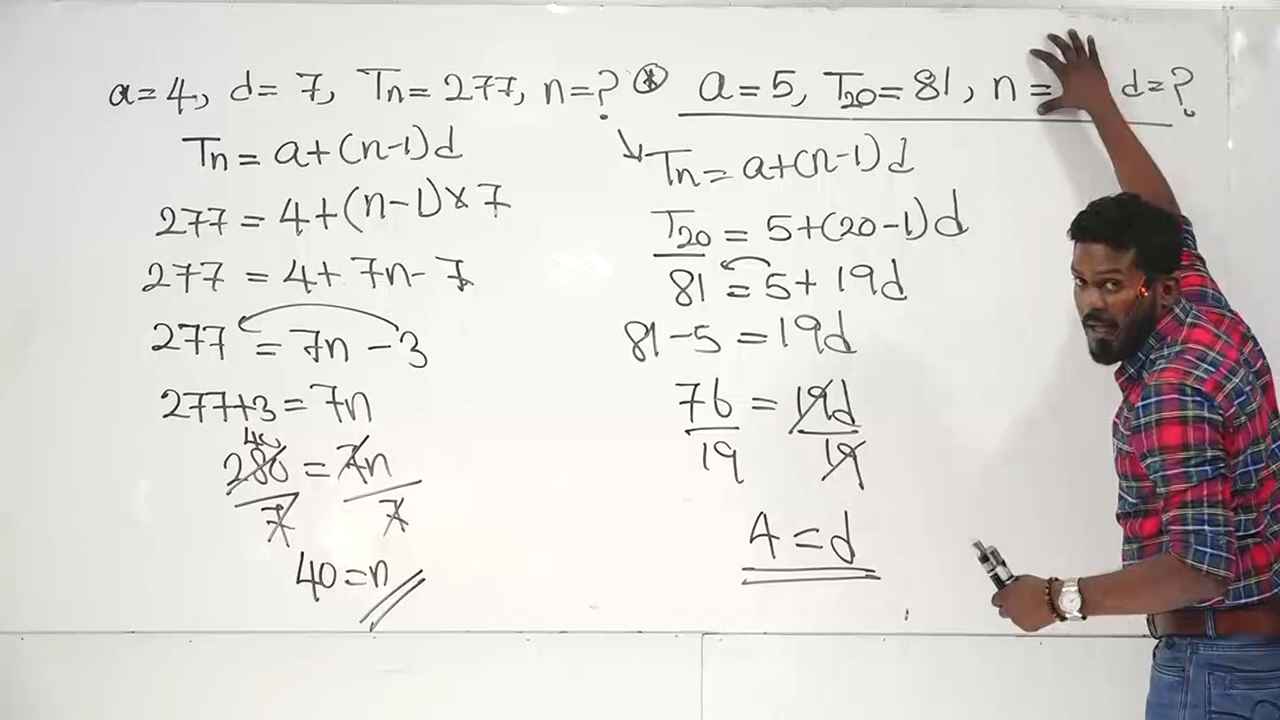 a = 4, d = 7, Tn = 277, n = ?
Tn = a + (n-1)d
277 = 4 + (n-1) × 7
277 = 4 + 7n - 7
277 = 7n - 3
277+3 = 7n
40
280 = 7n
7 7
40 = n
* a = 5, T20 = 81, n = d = ?
Tn = a + (n-1)d
T20 = 5 + (20-1)d
81 = 5 + 19d
81 - 5 = 19d
76 = 19d
19 19
4 = d